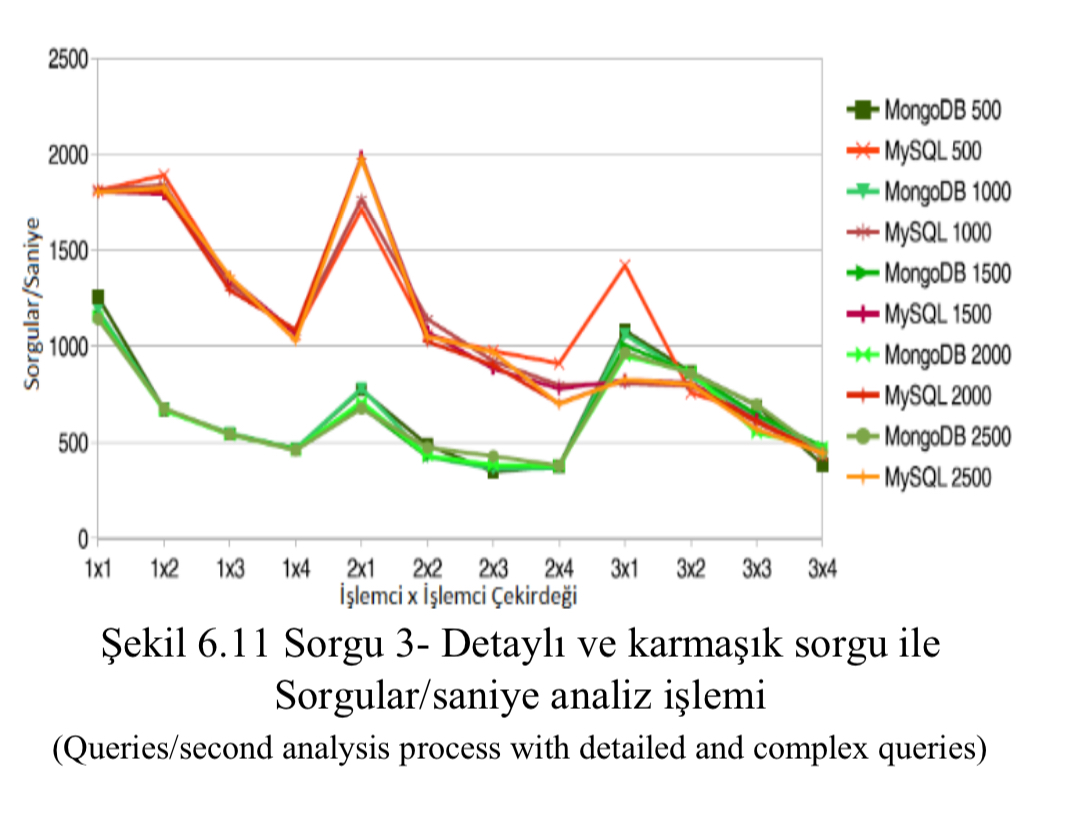 2500
2000
1500
1000
500
0
Sorgular/Saniye
1x1 1x2 1x3 1x4 2x1 2x2 2x3 2x4 3x1 3x2 3x3 3x4
İşlemci x İşlemci Çekirdeği
MongoDB 500
MySQL 500
MongoDB 1000
MySQL 1000
MongoDB 1500
MySQL 1500
MongoDB 2000
MySQL 2000
MongoDB 2500
MySQL 2500
Şekil 6.11 Sorgu 3- Detaylı ve karmaşık sorgu ile
Sorgular/saniye analiz işlemi
(Queries/second analysis process with detailed and complex queries)